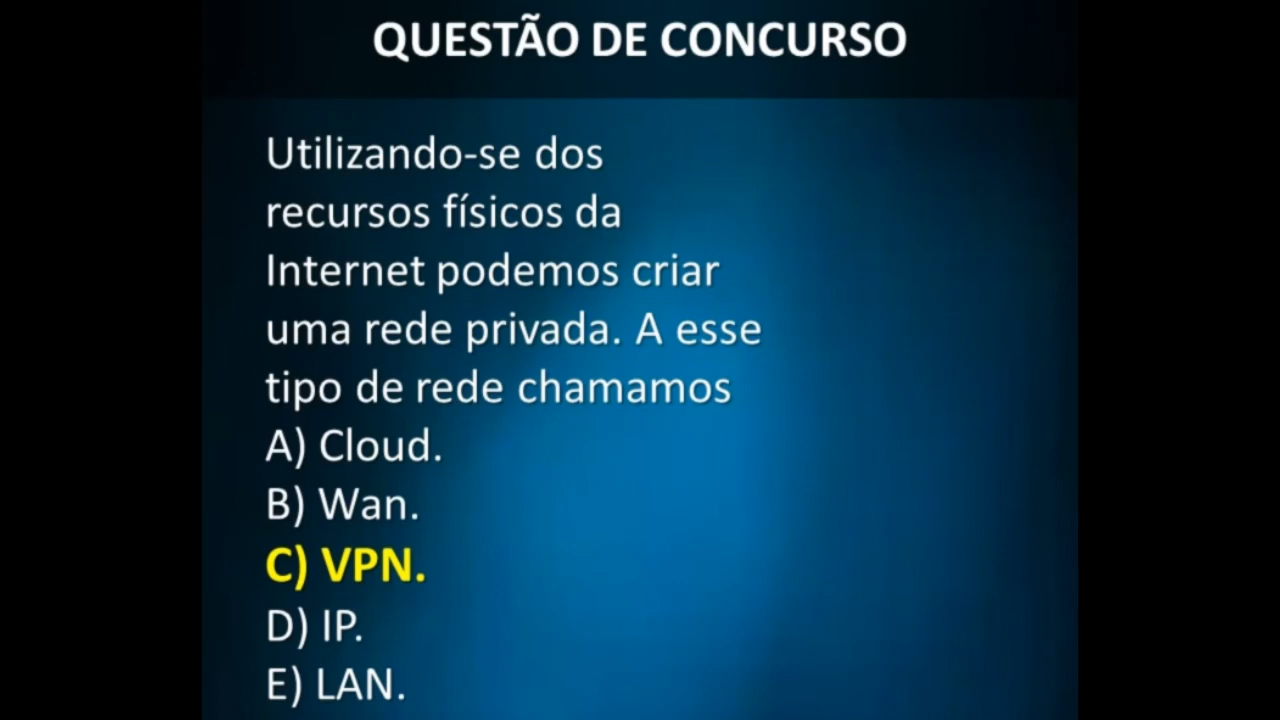 QUESTÃO DE CONCURSO
Utilizando-se dos
recursos físicos da
Internet podemos criar
uma rede privada. A esse
tipo de rede chamamos
A) Cloud.
B) Wan.
C) VPN.
D) IP.
E) LAN.